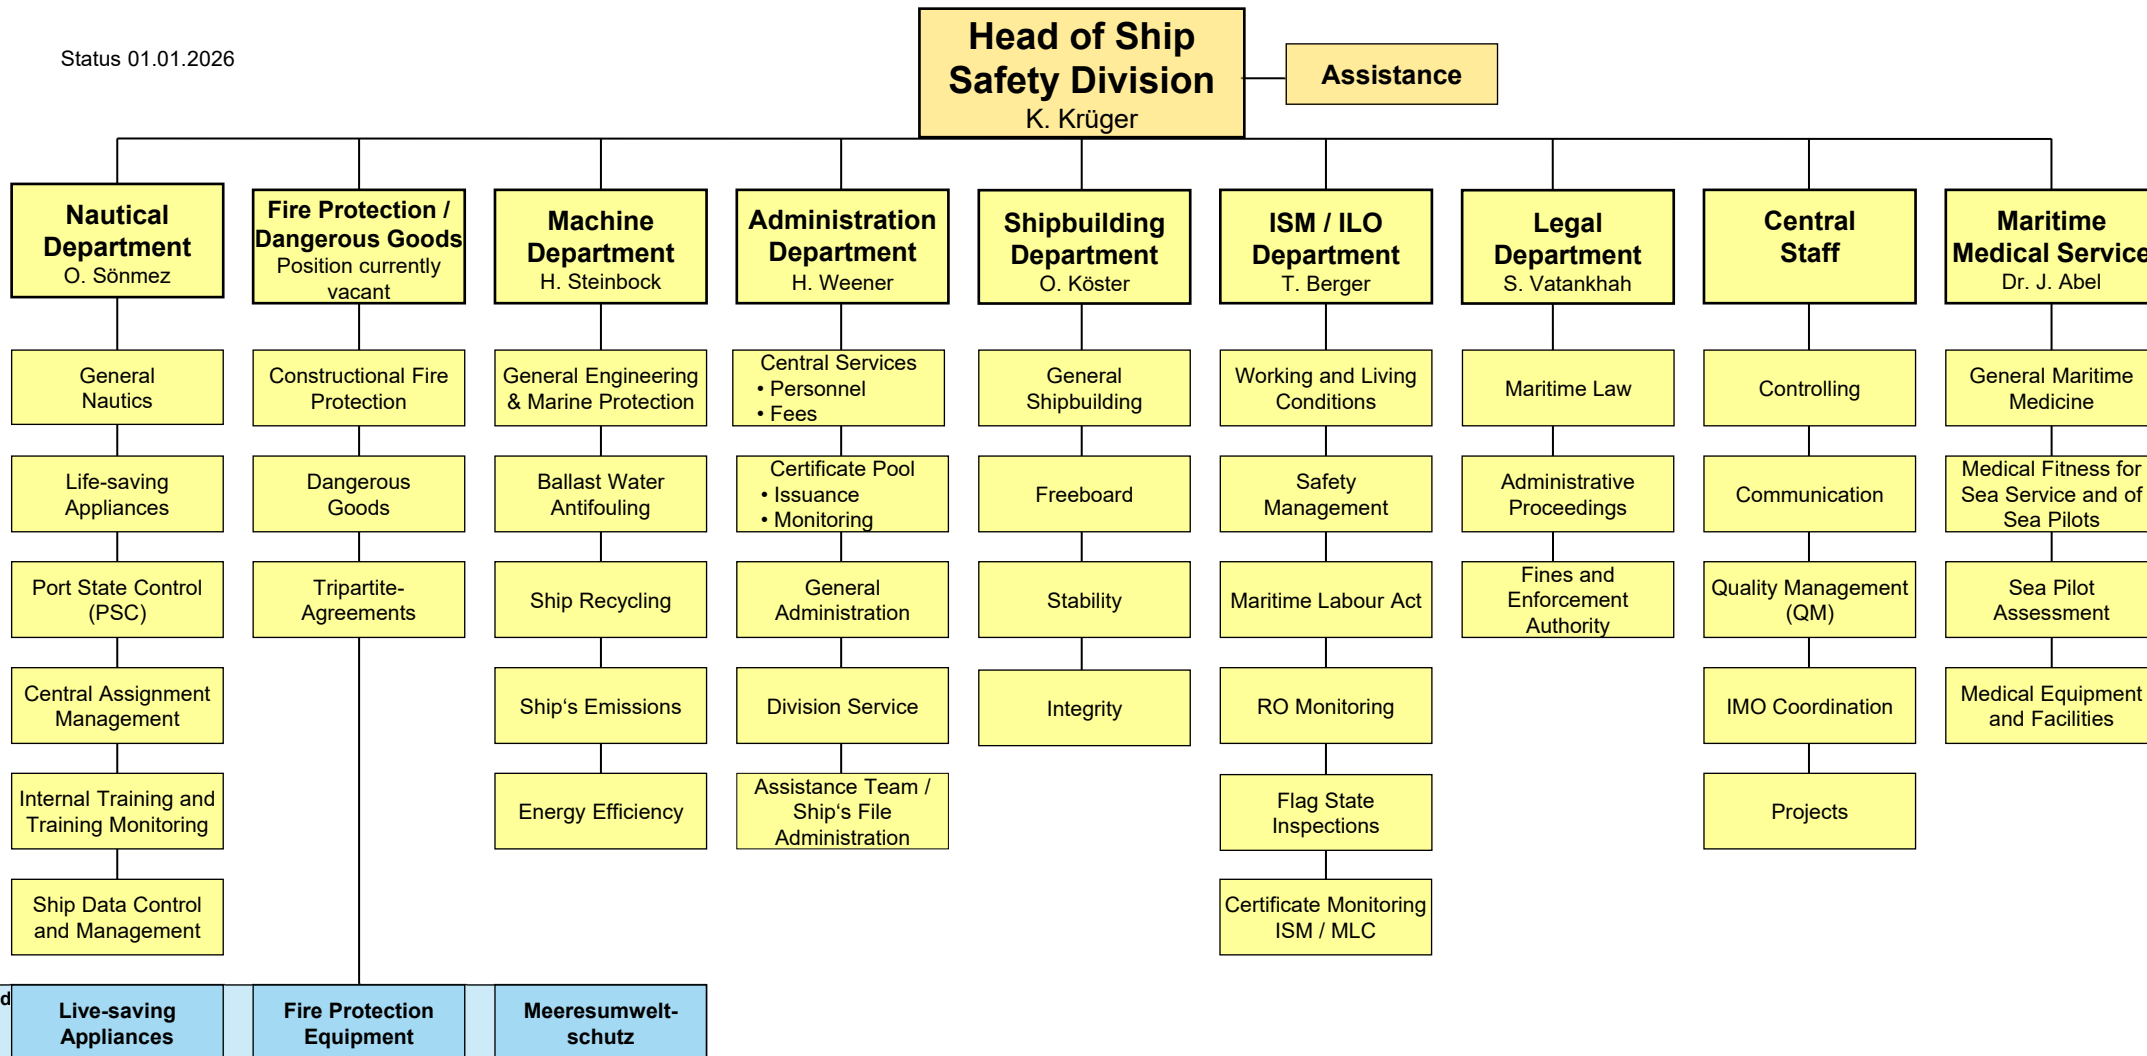 Status 01.01.2026
Head of Ship
Safety Division
K. Krüger
Assistance
Nautical
Department
O. Sönmez
General
Nautics
Life-saving
Appliances
Port State Control
(PSC)
Central Assignment
Management
Internal Training and
Training Monitoring
Ship Data Control
and Management
Fire Protection /
Dangerous Goods
Position currently
vacant
Constructional Fire
Protection
Dangerous
Goods
Tripartite-
Agreements
Machine
Department
H. Steinbock
General Engineering
& Marine Protection
Ballast Water
Antifouling
Ship Recycling
Ship‘s Emissions
Energy Efficiency
Administration
Department
H. Weener
Central Services
• Personnel
• Fees
Certificate Pool
• Issuance
• Monitoring
General
Administration
Division Service
Assistance Team /
Ship‘s File
Administration
Shipbuilding
Department
O. Köster
General
Shipbuilding
Freeboard
Stability
Integrity
ISM / ILO
Department
T. Berger
Working and Living
Conditions
Safety
Management
Maritime Labour Act
RO Monitoring
Flag State
Inspections
Certificate Monitoring
ISM / MLC
Legal
Department
S. Vatankhah
Maritime Law
Administrative
Proceedings
Fines and
Enforcement
Authority
Central
Staff
Controlling
Communication
Quality Management
(QM)
IMO Coordination
Projects
Maritime
Medical Service
Dr. J. Abel
General Maritime
Medicine
Medical Fitness for
Sea Service and of
Sea Pilots
Sea Pilot
Assessment
Medical Equipment
and Facilities
d
Live-saving
Appliances
Fire Protection
Equipment
Meeresumwelt-
schutz